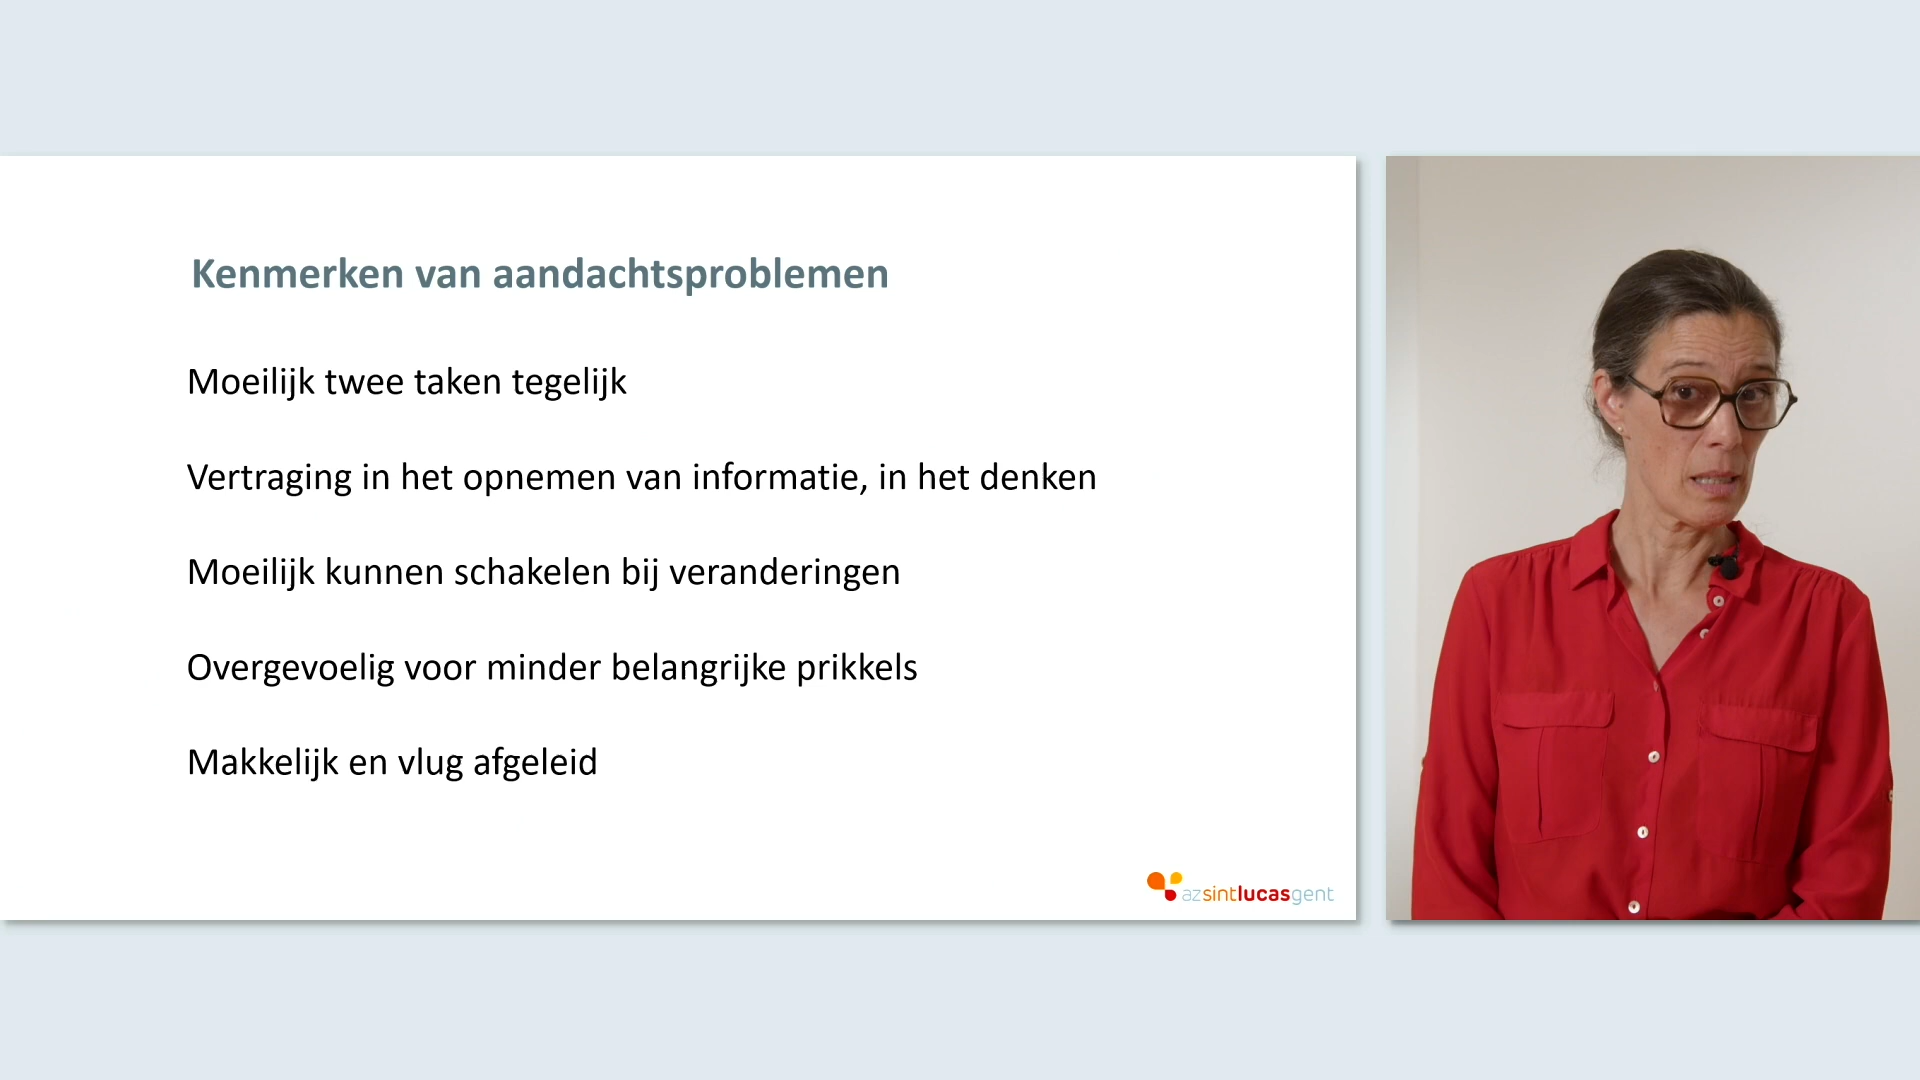 Kenmerken van aandachtsproblemen
Moeilijk twee taken tegelijk
Vertraging in het opnemen van informatie, in het denken
Moeilijk kunnen schakelen bij veranderingen
Overgevoelig voor minder belangrijke prikkels
Makkelijk en vlug afgeleid
azsintlucasgent